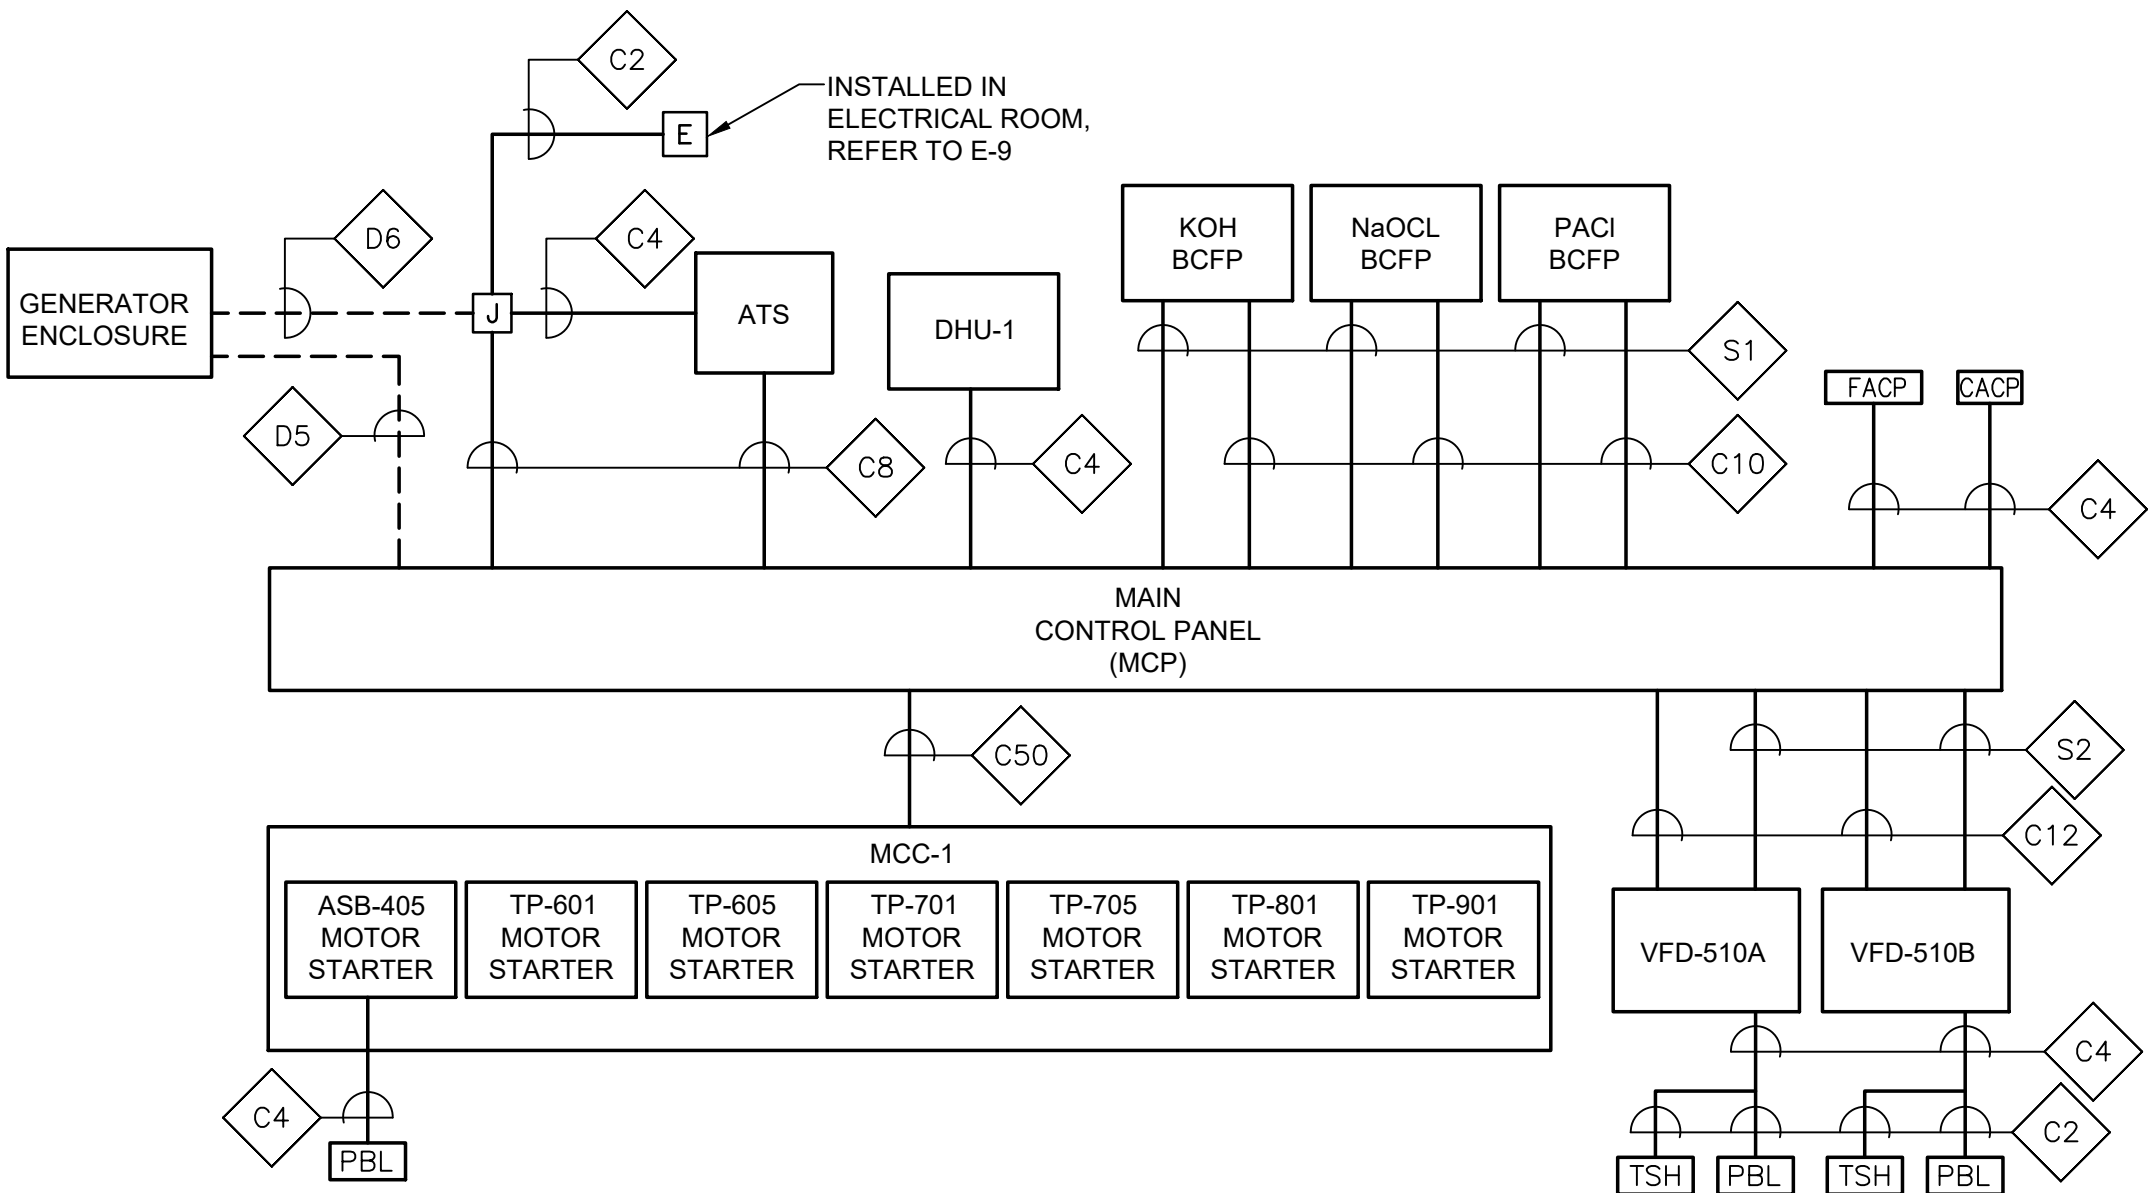 C2
INSTALLED IN
ELECTRICAL ROOM,
REFER TO E-9
E
D6
C4
GENERATOR
ENCLOSURE
J
ATS
DHU-1
KOH
BCFP
NaOCL
BCFP
PACl
BCFP
S1
FACP
CACP
D5
C8
C4
C10
C4
MAIN
CONTROL PANEL
(MCP)
C50
S2
C12
MCC-1
ASB-405
MOTOR
STARTER
TP-601
MOTOR
STARTER
TP-605
MOTOR
STARTER
TP-701
MOTOR
STARTER
TP-705
MOTOR
STARTER
TP-801
MOTOR
STARTER
TP-901
MOTOR
STARTER
VFD-510A
VFD-510B
C4
C4
C2
PBL
TSH
PBL
TSH
PBL